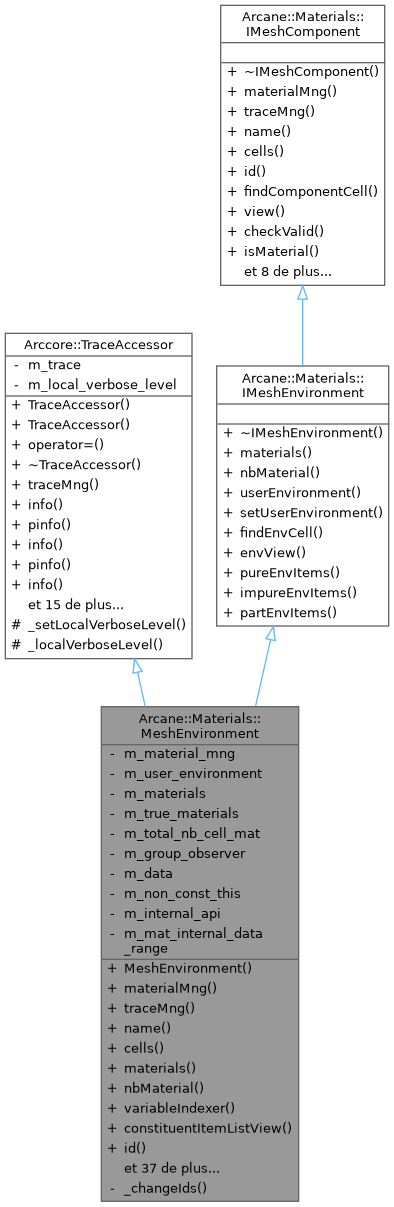 Arcane::Materials::
IMeshComponent
+ ~IMeshComponent()
+ materialMng()
+ traceMng()
+ name()
+ cells()
+ id()
+ findComponentCell()
+ view()
+ checkValid()
+ isMaterial()
et 8 de plus...
Arccore::TraceAccessor
- m_trace
- m_local_verbose_level
+ TraceAccessor()
+ TraceAccessor()
+ operator=()
+ ~TraceAccessor()
+ traceMng()
+ info()
+ pinfo()
+ info()
+ pinfo()
+ info()
et 15 de plus...
# _setLocalVerboseLevel()
# _localVerboseLevel()
Arcane::Materials::
IMeshEnvironment
+ ~IMeshEnvironment()
+ materials()
+ nbMaterial()
+ userEnvironment()
+ setUserEnvironment()
+ findEnvCell()
+ envView()
+ pureEnvItems()
+ impureEnvItems()
+ partEnvItems()
Arcane::Materials::
MeshEnvironment
- m_material_mng
- m_user_environment
- m_materials
- m_true_materials
- m_total_nb_cell_mat
- m_group_observer
- m_data
- m_non_const_this
- m_internal_api
- m_mat_internal_data
_range
+ MeshEnvironment()
+ materialMng()
+ traceMng()
+ name()
+ cells()
+ materials()
+ nbMaterial()
+ variableIndexer()
+ constituentItemListView()
+ id()
et 37 de plus...
- _changeIds()